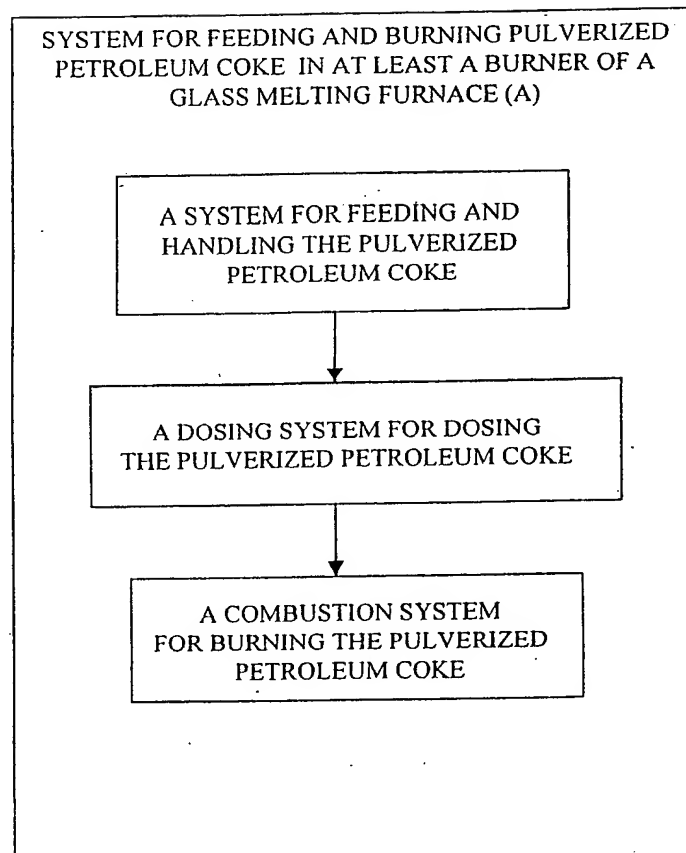 SYSTEM FOR FEEDING AND BURNING PULVERIZED
PETROLEUM COKE IN AT LEAST A BURNER OF A
GLASS MELTING FURNACE (A)
A SYSTEM FOR FEEDING AND
HANDLING THE PULVERIZED
PETROLEUM COKE
A DOSING SYSTEM FOR DOSING
THE PULVERIZED PETROLEUM COKE
A COMBUSTION SYSTEM
FOR BURNING THE PULVERIZED
PETROLEUM COKE